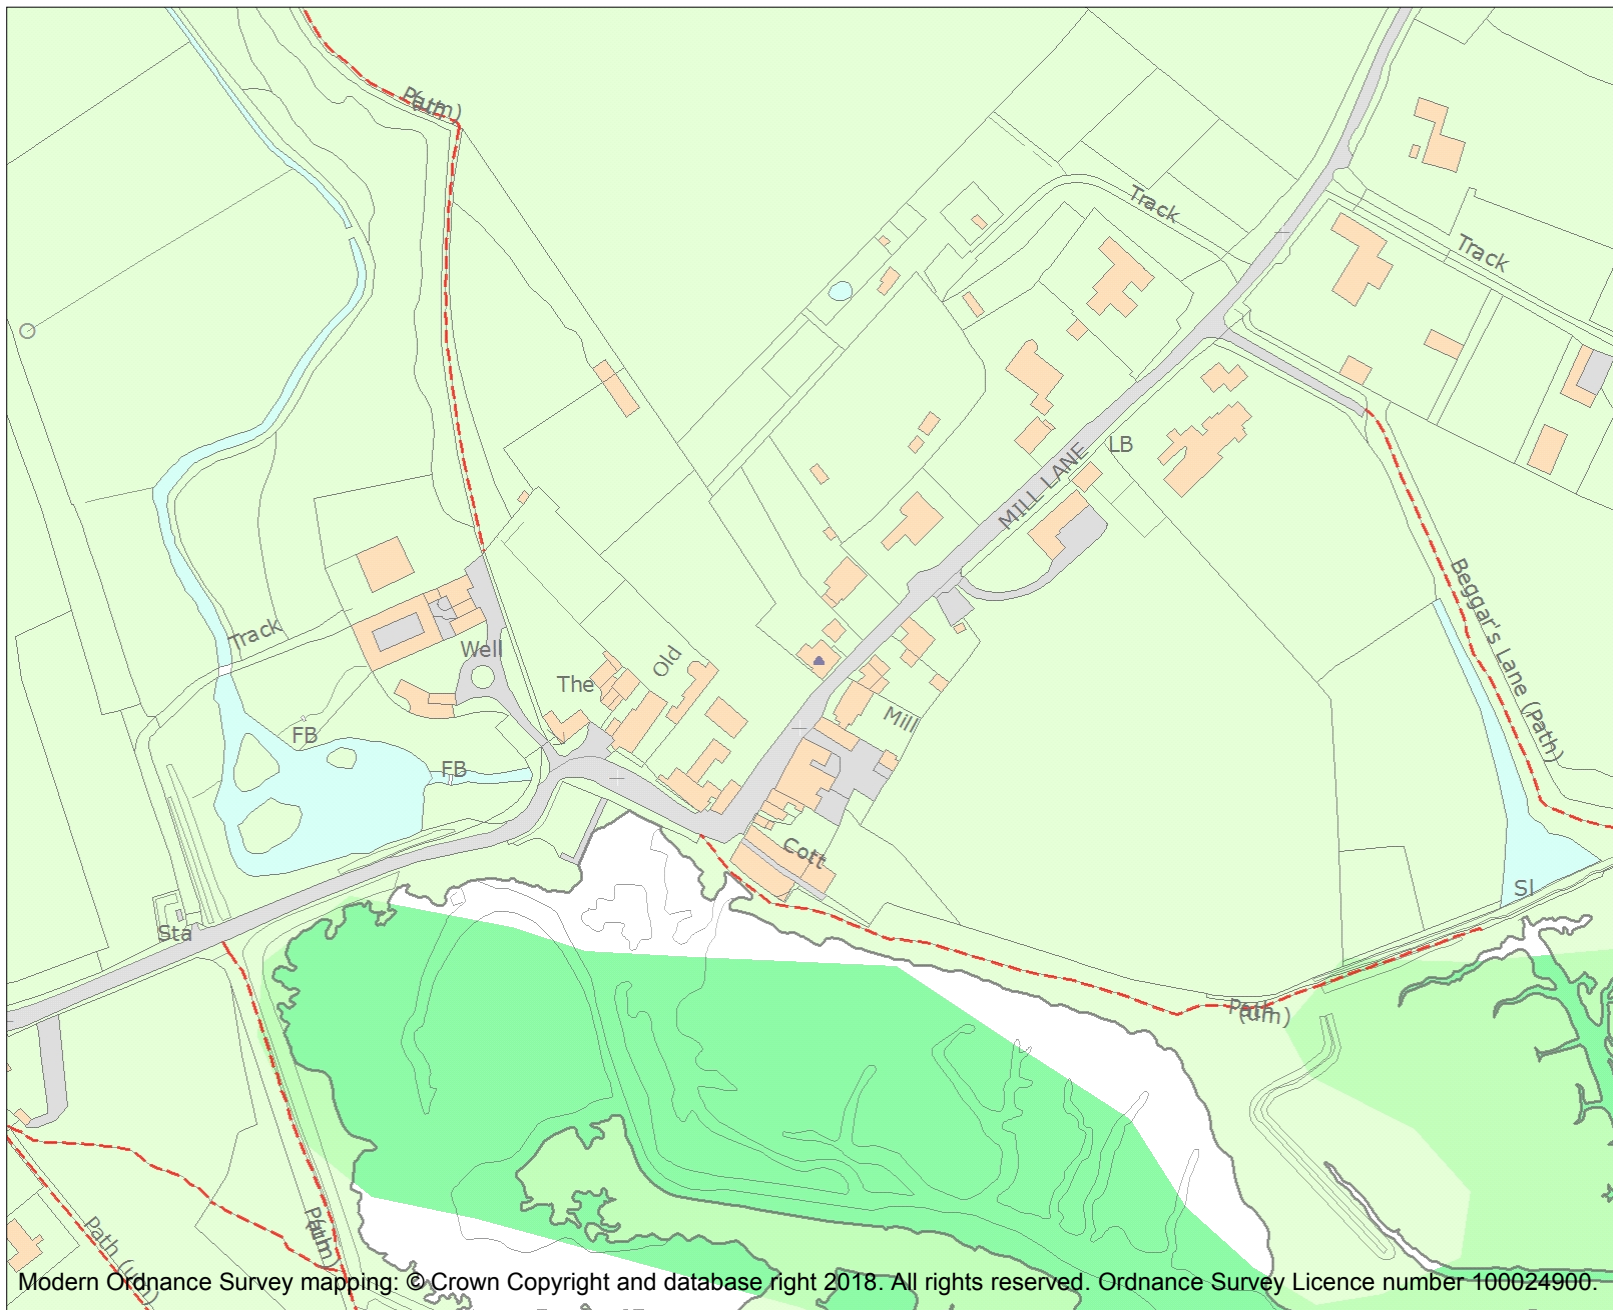 Path
(um)
Track
Track
LB
MILL LANE
Beggar's Lane (Path)
Track
Well
The
Old
Mill
FB
FB
Cott
Sl
Sta
Path
(um)
Path
(um)
Path (um)
Modern Ordnance Survey mapping: © Crown Copyright and database right 2018. All rights reserved. Ordnance Survey Licence number 100024900.